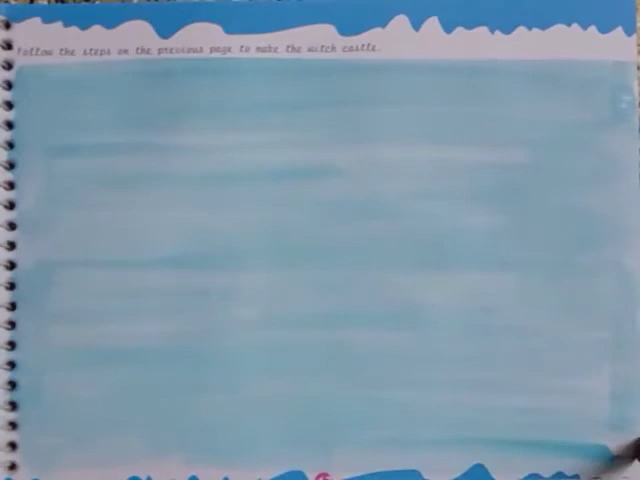 Follow the steps on the previous page to make the witch castle.